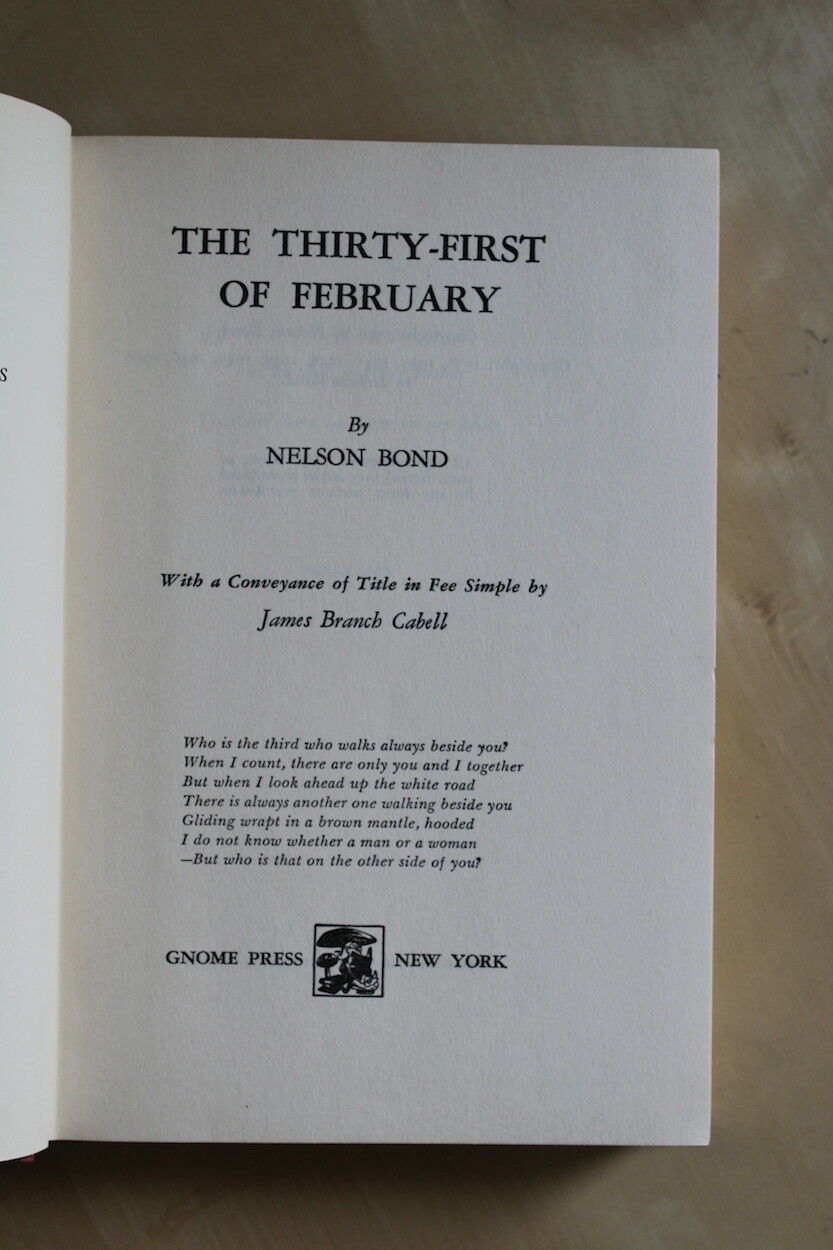 THE THIRTY-FIRST
OF FEBRUARY
By
NELSON BOND
With a Conveyance of Title in Fee Simple by
James Branch Cabell
Who is the third who walks always beside you?
When I count, there are only you and I together
But when I look ahead up the white road
There is always another one walking beside you
Gliding wrapt in a brown mantle, hooded
I do not know whether a man or a woman
—But who is that on the other side of you?
GNOME PRESS NEW YORK